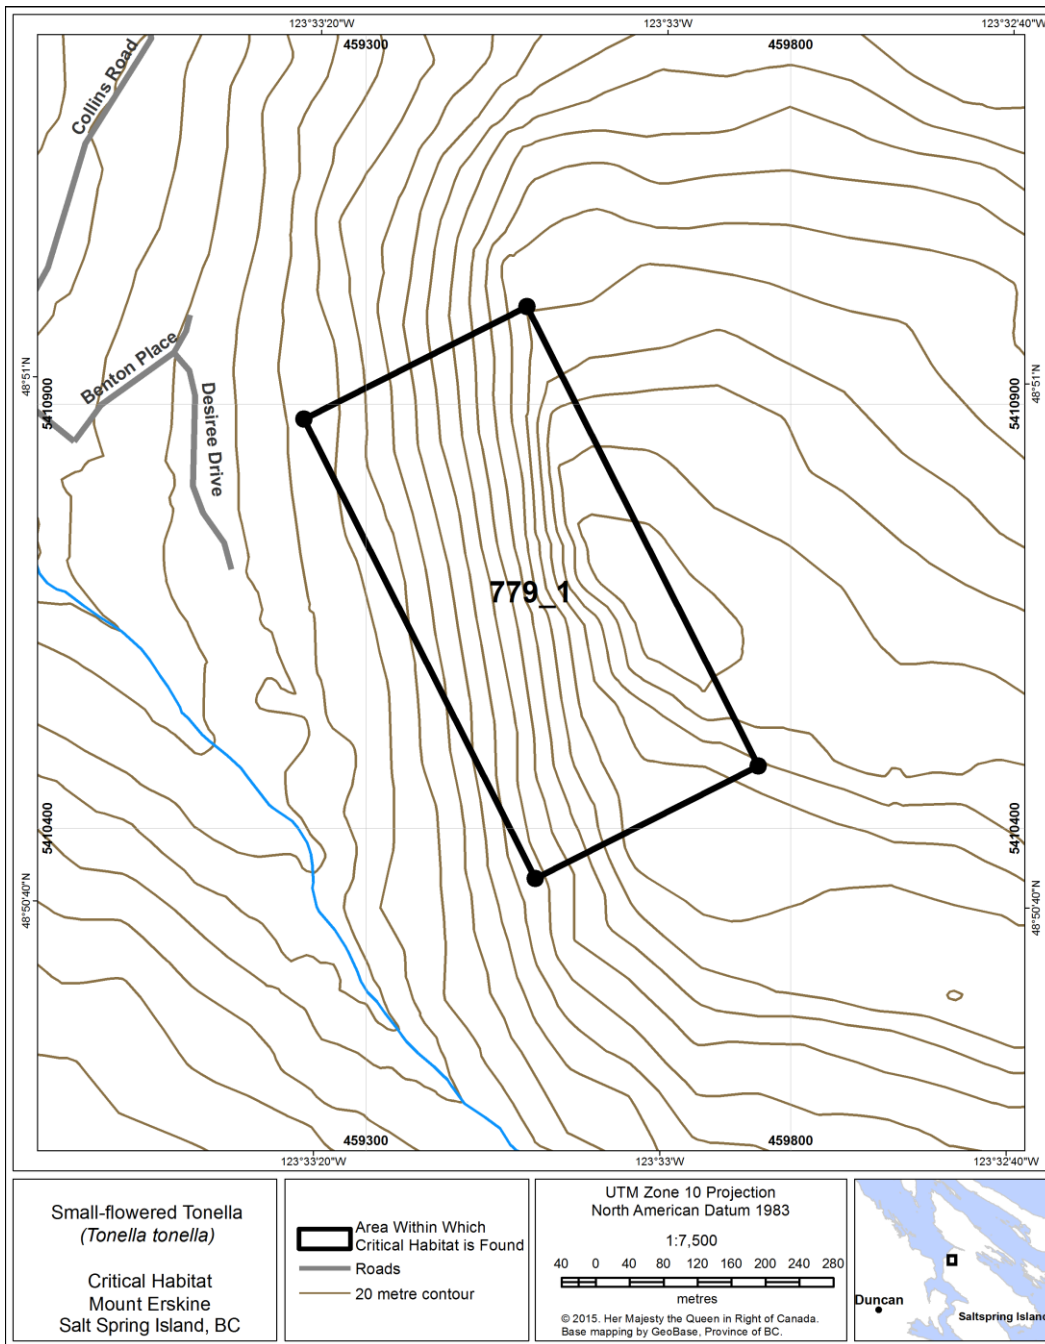 123°33'20"W
123°33'W
123°32'40"W
459300
459800
Collins Road
Benton Place
Desiree Drive
48°51'N
5410900
5410900
48°51'N
779_1
5410400
5410400
48°50'40"N
48°50'40"N
459300
459800
123°33'20"W
123°33'W
123°32'40"W
Small-flowered Tonella
(Tonella tonella)
Critical Habitat
Mount Erskine
Salt Spring Island, BC
Area Within Which
Critical Habitat is Found
Roads
20 metre contour
UTM Zone 10 Projection
North American Datum 1983
1:7,500
40 0 40 80 120 160 200 240 280
metres
© 2015. Her Majesty the Queen in Right of Canada.
Base mapping by GeoBase, Province of BC.
Duncan
Saltspring Island